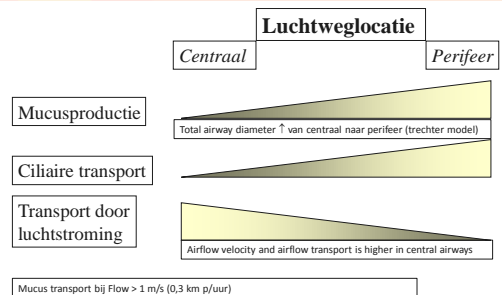 Luchtweglocatie
Centraal
Perifeer
Mucusproductie
Total airway diameter ↑ van centraal naar perifeer (trechter model)
Ciliaire transport
Transport door
luchtstroming
Airflow velocity and airflow transport is higher in central airways
Mucus transport bij Flow > 1 m/s (0,3 km p/uur)